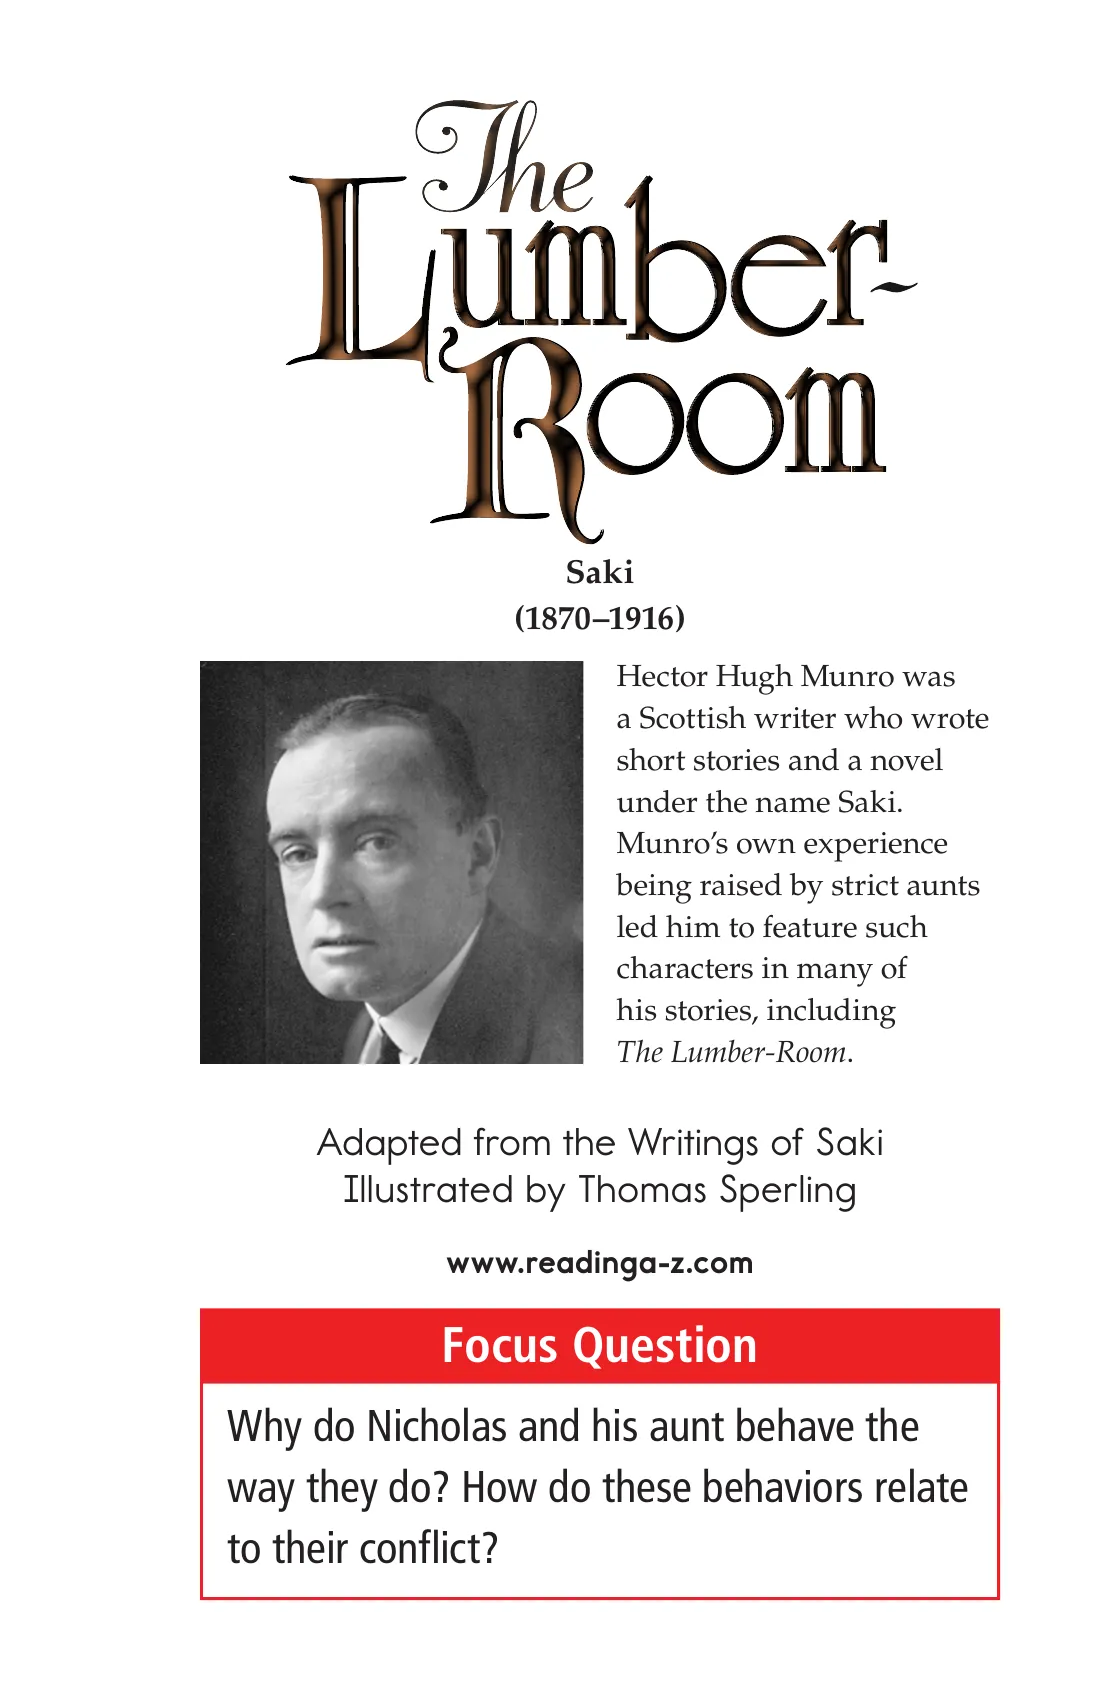 The
Lumber-
Room
Saki
(1870–1916)
Hector Hugh Munro was
a Scottish writer who wrote
short stories and a novel
under the name Saki.
Munro’s own experience
being raised by strict aunts
led him to feature such
characters in many of
his stories, including
The Lumber-Room.
Adapted from the Writings of Saki
Illustrated by Thomas Sperling
www.readinga-z.com
Focus Question
Why do Nicholas and his aunt behave the
way they do? How do these behaviors relate
to their conflict?